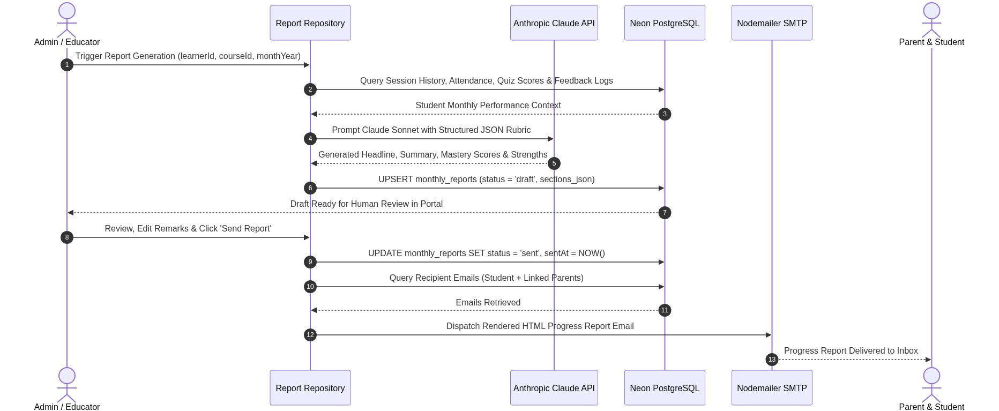 Admin / Educator
Report Repository
Anthropic Claude API
Neon PostgreSQL
Nodemailer SMTP
Parent & Student
Trigger Report Generation (learnerId, courseId, monthYear)
1
Query Session History, Attendance, Quiz Scores & Feedback Logs
2
Student Monthly Performance Context
3
Prompt Claude Sonnet with Structured JSON Rubric
4
Generated Headline, Summary, Mastery Scores & Strengths
5
UPSERT monthly_reports (status = 'draft', sections_json)
6
Draft Ready for Human Review in Portal
7
Review, Edit Remarks & Click 'Send Report'
8
UPDATE monthly_reports SET status = 'sent', sentAt = NOW()
9
Query Recipient Emails (Student + Linked Parents)
10
Emails Retrieved
11
Dispatch Rendered HTML Progress Report Email
12
Progress Report Delivered to Inbox
13
Admin / Educator
Report Repository
Anthropic Claude API
Neon PostgreSQL
Nodemailer SMTP
Parent & Student